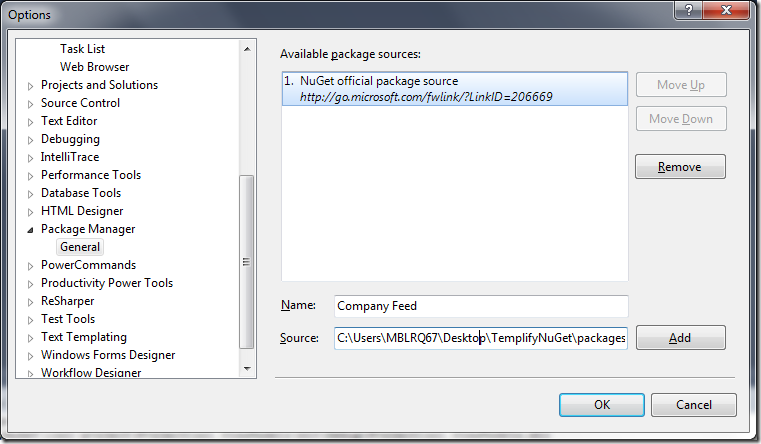 Options
Task List
Web Browser
Projects and Solutions
Source Control
Text Editor
Debugging
IntelliTrace
Performance Tools
Database Tools
HTML Designer
Package Manager
General
PowerCommands
Productivity Power Tools
ReSharper
Test Tools
Text Templating
Windows Forms Designer
Workflow Designer
Available package sources:
1. NuGet official package source
http://go.microsoft.com/fwlink/?LinkID=206669
Move Up
Move Down
Remove
Name: Company Feed
Source: C:\Users\MBLRQ67\Desktop\TemplifyNuGet\packages
Add
OK
Cancel